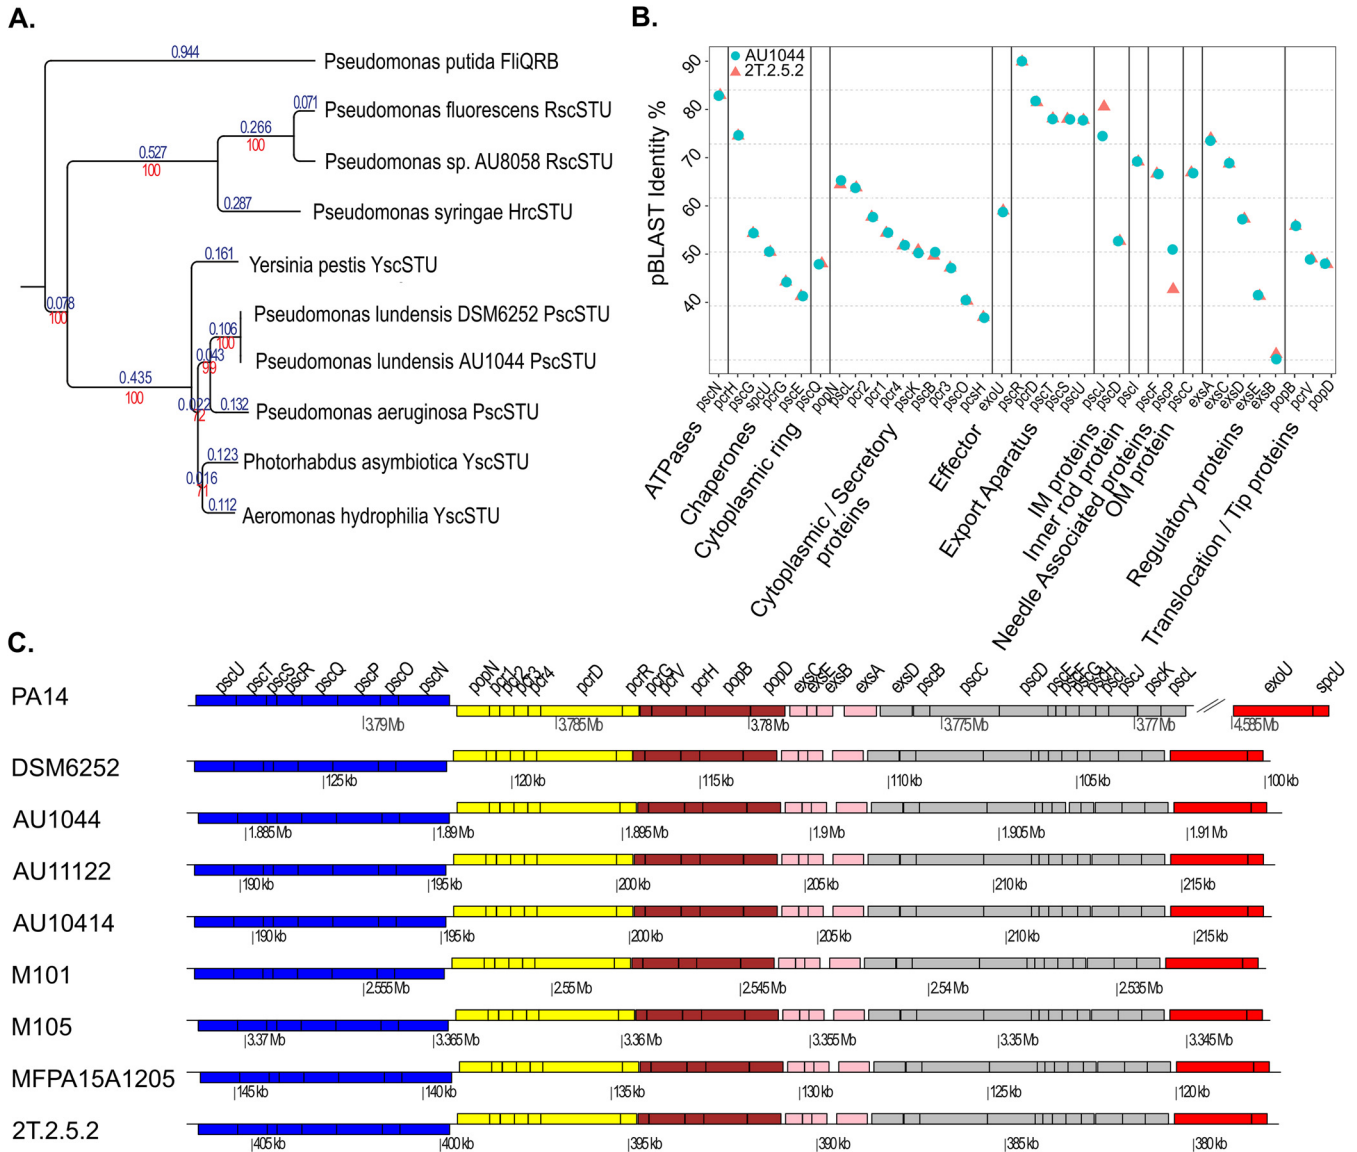 A.
0.944
Pseudomonas putida FliQRB
0.071
Pseudomonas fluorescens RscSTU
0.266
100
0.527
100
Pseudomonas sp. AU8058 RscSTU
0.287
Pseudomonas syringae HrcSTU
0.161
Yersinia pestis YscSTU
0.078
100
Pseudomonas lundensis DSM6252 PscSTU
0.106
100
0.043
99
Pseudomonas lundensis AU1044 PscSTU
0.435
100
0.022
72
0.132
Pseudomonas aeruginosa PscSTU
0.123
Photorhabdus asymbiotica YscSTU
0.016
71
0.112
Aeromonas hydrophilia YscSTU
B.
AU1044
2T.2.5.2
pBLAST Identity %
90
80
70
60
50
40
pscN
pcrH
pscG
spcU
pcrG
pscE
pscQ
popN
pscL
pcr2
pcr1
pcr4
pscK
pscB
pcr3
pscO
pcsH
exoU
pscR
pcrD
pscT
pscS
pscU
pscJ
pscD
pscI
pscF
pscP
pscC
exsA
exsC
exsD
exsE
exsB
popB
pcrV
popD
ATPases
Chaperones
Cytoplasmic ring
Cytoplasmic / Secretory
proteins
Effector
Export Apparatus
IM proteins
Inner rod protein
Needle Associated proteins
OM protein
Regulatory proteins
Translocation / Tip proteins
C.
pscU pscT pscS pscR pscQ pscP pscO pscN popN pcr1 pcr2 pcr3 pcr4 pcrD pcrR pcrG pcrV pcrH popB popD exsC exsE exsB exsA exsD pscB pscC pscD pscE pscF pscG pscH pscI pscJ pscK pscL exoU spcU
PA14
3.79 Mb 3.785 Mb 3.78 Mb 3.775 Mb 3.77 Mb 4.585 Mb
DSM6252
125 kb 120 kb 115 kb 110 kb 105 kb 100 kb
AU1044
1.885 Mb 1.89 Mb 1.895 Mb 1.9 Mb 1.905 Mb 1.91 Mb
AU11122
190 kb 195 kb 200 kb 205 kb 210 kb 215 kb
AU10414
190 kb 195 kb 200 kb 205 kb 210 kb 215 kb
M101
2.555 Mb 2.55 Mb 2.545 Mb 2.54 Mb 2.535 Mb
M105
3.37 Mb 3.365 Mb 3.36 Mb 3.355 Mb 3.35 Mb 3.345 Mb
MFPA15A1205
145 kb 140 kb 135 kb 130 kb 125 kb 120 kb
2T.2.5.2
405 kb 400 kb 395 kb 390 kb 385 kb 380 kb